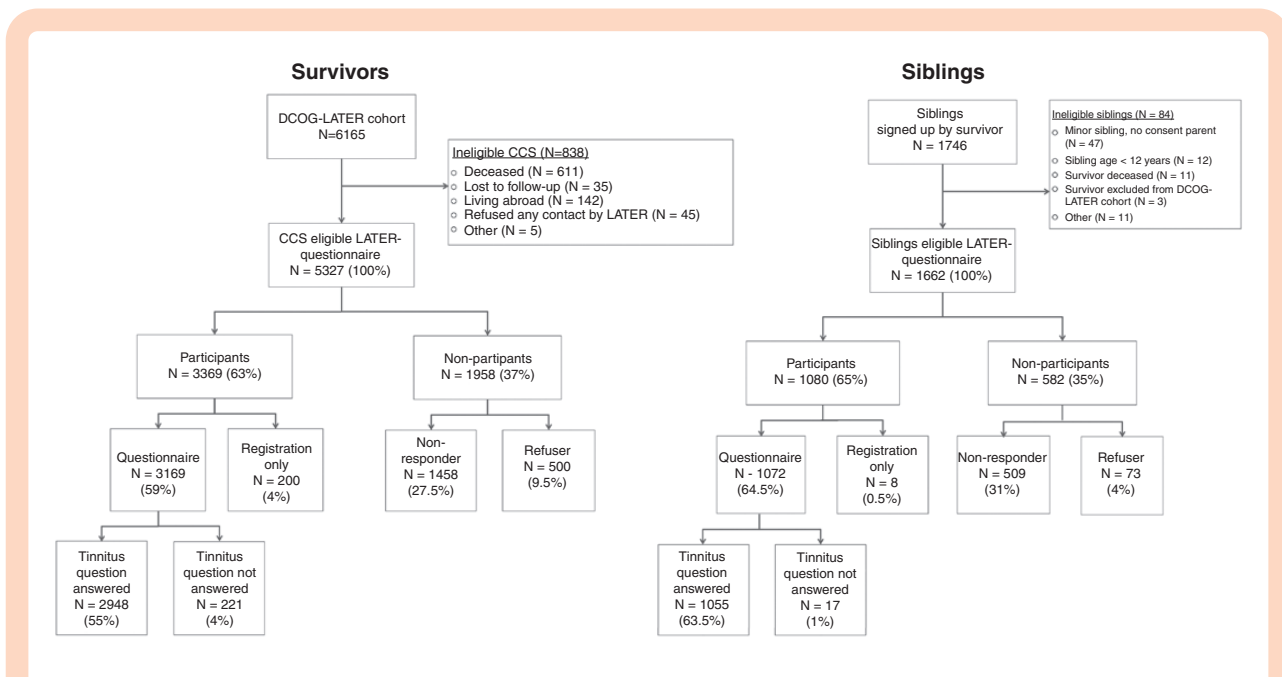 Survivors
DCOG-LATER cohort
N=6165
Ineligible CCS (N=838)
Deceased (N = 611)
Lost to follow-up (N = 35)
Living abroad (N = 142)
Refused any contact by LATER (N = 45)
Other (N = 5)
CCS eligible LATER-
questionnaire
N = 5327 (100%)
Participants
N = 3369 (63%)
Non-partipants
N = 1958 (37%)
Questionnaire
N = 3169
(59%)
Registration
only
N = 200
(4%)
Non-
responder
N = 1458
(27.5%)
Refuser
N = 500
(9.5%)
Tinnitus
question
answered
N = 2948
(55%)
Tinnitus
question not
answered
N = 221
(4%)
Siblings
Siblings
signed up by survivor
N = 1746
Ineligible siblings (N = 84)
Minor sibling, no consent parent
(N = 47)
Sibling age < 12 years (N = 12)
Survivor deceased (N = 11)
Survivor excluded from DCOG-
LATER cohort (N = 3)
Other (N = 11)
Siblings eligible LATER-
questionnaire
N = 1662 (100%)
Participants
N = 1080 (65%)
Non-participants
N = 582 (35%)
Questionnaire
N - 1072
(64.5%)
Registration
only
N = 8
(0.5%)
Non-responder
N = 509
(31%)
Refuser
N = 73
(4%)
Tinnitus
question
answered
N = 1055
(63.5%)
Tinnitus
question not
answered
N = 17
(1%)